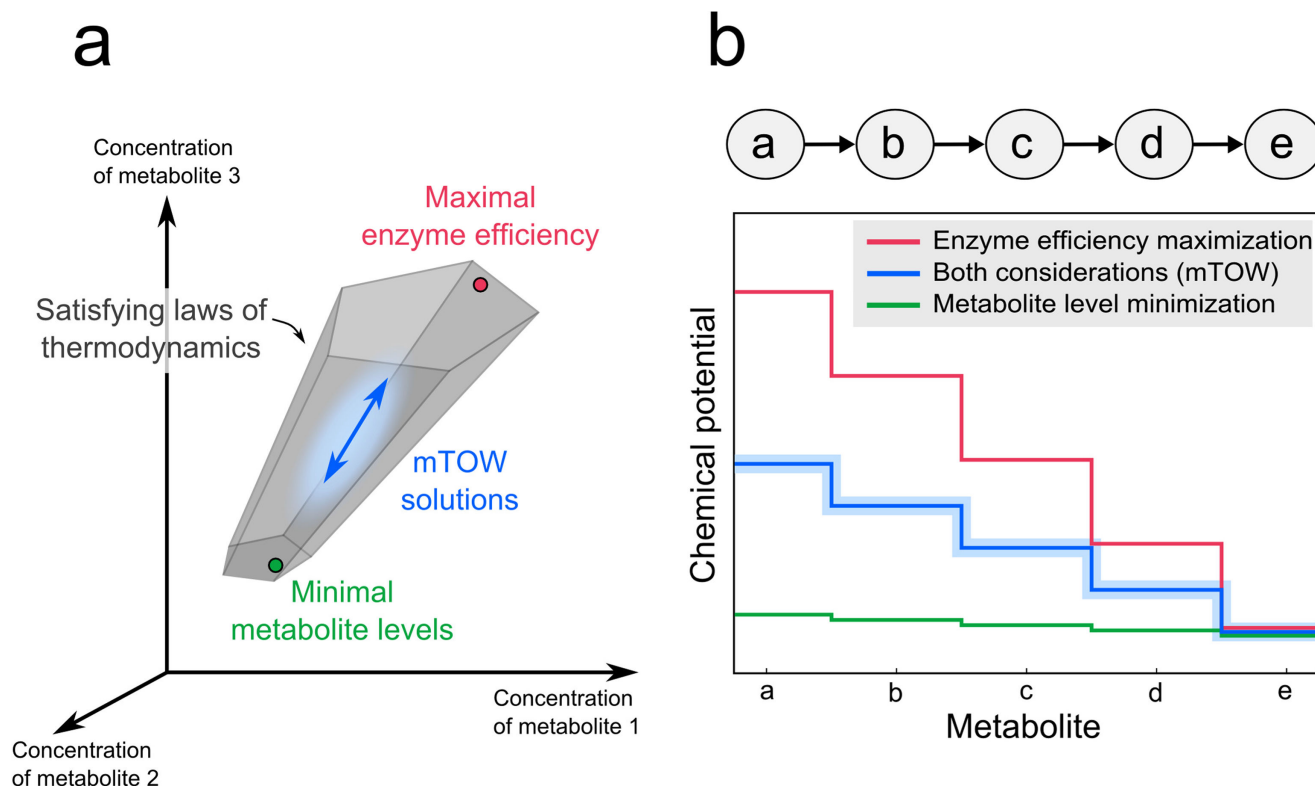 a
Concentration
of metabolite 3
Maximal
enzyme efficiency
Satisfying laws of
thermodynamics
mTOW
solutions
Minimal
metabolite levels
Concentration
of metabolite 1
Concentration
of metabolite 2
b
a b c d e
Enzyme efficiency maximization
Both considerations (mTOW)
Metabolite level minimization
Chemical potential
a b c d e
Metabolite